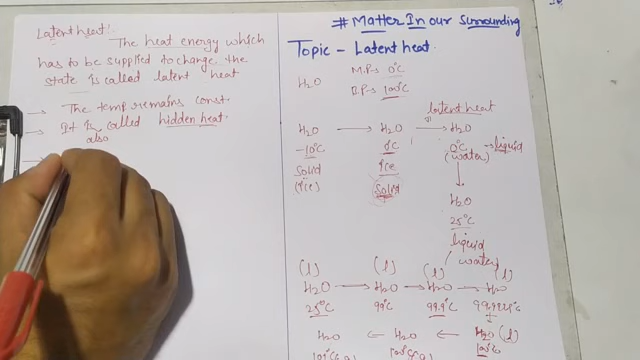 Latent heat:
The heat energy which
has to be supplied to change the
state is called latent heat
→ The temp remains const.
→ It is called hidden heat.
also
# Matter In our Surrounding
Topic - Latent heat.
H₂O
M.P → 0°C
B.P → 100°C
latent heat
H₂O → H₂O → H₂O
-10°C 0°C 0°C → liquid
Solid Ice (water)
(Ice) Solid
H₂O
25°C
liquid
water
(l) (l) (l) (l)
H₂O → H₂O → H₂O → H₂O
25°C 99°C 99.9°C
H₂O ← H₂O ← H₂O (l)
100°C